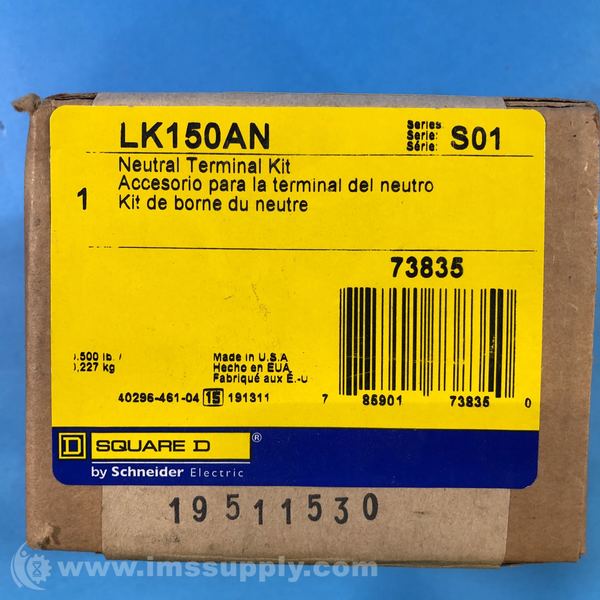 LK150AN
Series
Serie:
Série:
S01
Neutral Terminal Kit
Accesorio para la terminal del neutro
Kit de borne du neutre
1
73835
.500 lb. /
,227 kg
Made in U.S.A
Hecho en EUA
Fabriqué aux É.-U
40296-461-04 15 191311
7 85901 73835 0
D SQUARE D ®
by Schneider Electric
19511530
www.imssupply.com